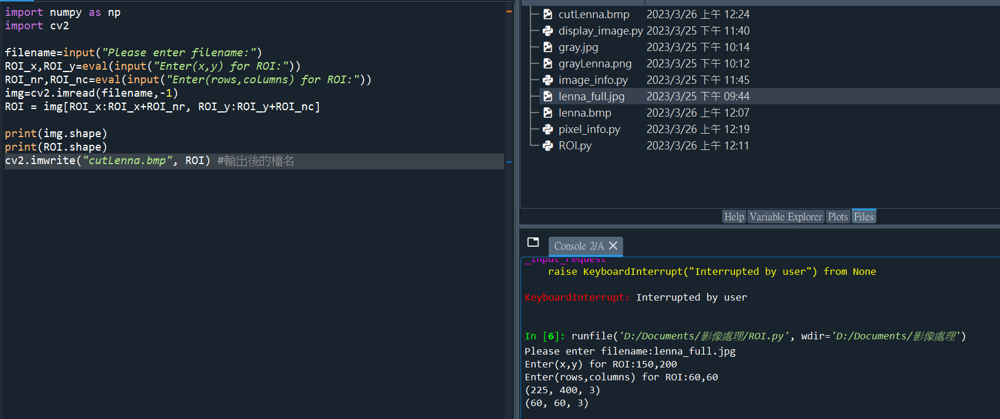 import numpy as np
import cv2
filename=input("Please enter filename:")
ROI_x,ROI_y=eval(input("Enter(x,y) for ROI:"))
ROI_nr,ROI_nc=eval(input("Enter(rows,columns) for ROI:"))
img=cv2.imread(filename,-1)
ROI = img[ROI_x:ROI_x+ROI_nr, ROI_y:ROI_y+ROI_nc]
print(img.shape)
print(ROI.shape)
cv2.imwrite("cutLenna.bmp", ROI) #輸出後的檔名
cutLenna.bmp 2023/3/26 上午 12:24
display_image.py 2023/3/25 下午 11:40
gray.jpg 2023/3/25 下午 10:14
grayLenna.png 2023/3/25 下午 10:12
image_info.py 2023/3/25 下午 11:45
lenna_full.jpg 2023/3/25 下午 09:44
lenna.bmp 2023/3/26 上午 12:07
pixel_info.py 2023/3/26 上午 12:19
ROI.py 2023/3/26 上午 12:11
Help Variable Explorer Plots Files
Console 2/A
_input_request
raise KeyboardInterrupt("Interrupted by user") from None
KeyboardInterrupt: Interrupted by user
In [6]: runfile('D:/Documents/影像處理/ROI.py', wdir='D:/Documents/影像處理')
Please enter filename:lenna_full.jpg
Enter(x,y) for ROI:150,200
Enter(rows,columns) for ROI:60,60
(225, 400, 3)
(60, 60, 3)